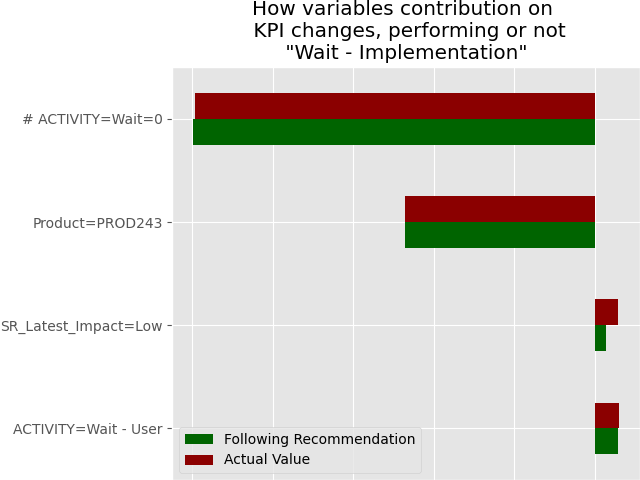 How variables contribution on
KPI changes, performing or not
"Wait - Implementation"
# ACTIVITY=Wait=0
Product=PROD243
SR_Latest_Impact=Low
ACTIVITY=Wait - User
Following Recommendation
Actual Value